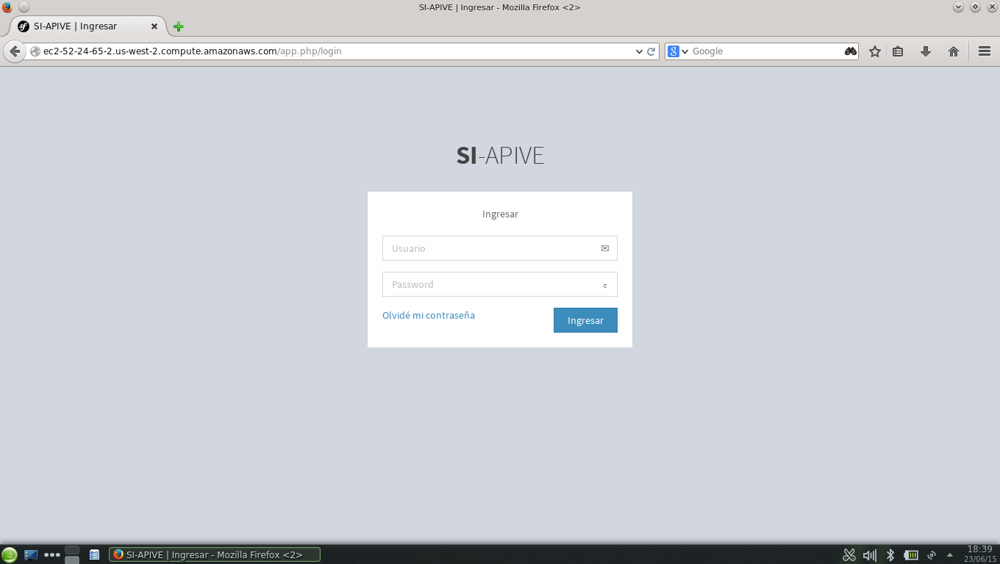 SI-APIVE | Ingresar - Mozilla Firefox <2>
SI-APIVE | Ingresar
ec2-52-24-65-2.us-west-2.compute.amazonaws.com/app.php/login
Google
SI-APIVE
Ingresar
Usuario
Password
Olvidé mi contraseña
Ingresar
SI-APIVE | Ingresar - Mozilla Firefox <2>
18:39
23/06/15